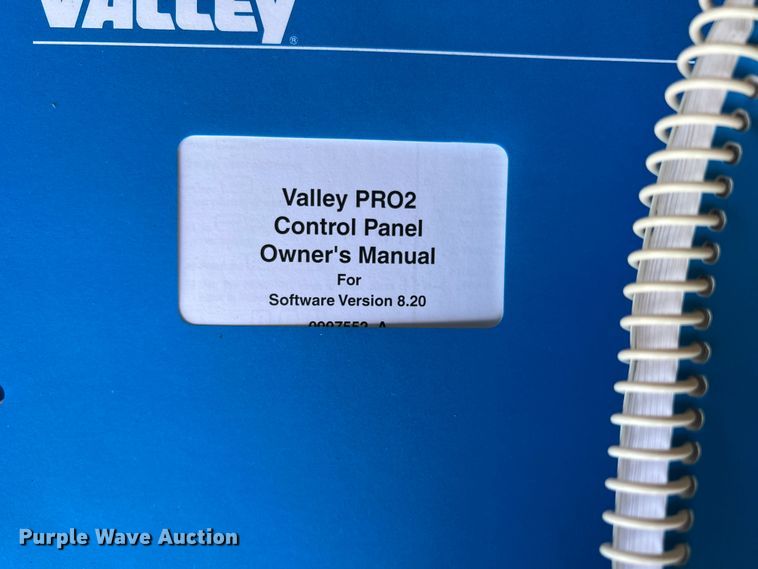 VALLEY®
Valley PRO2
Control Panel
Owner's Manual
For
Software Version 8.20
Purple Wave Auction